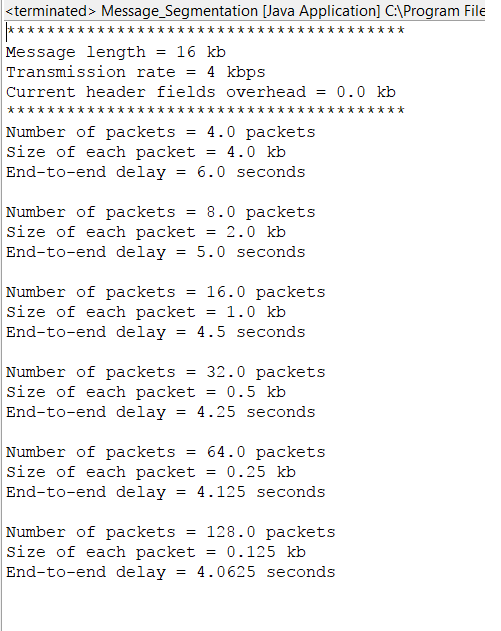 <terminated> Message_Segmentation [Java Application] C:\Program File
****************************************
Message length = 16 kb
Transmission rate = 4 kbps
Current header fields overhead = 0.0 kb
****************************************
Number of packets = 4.0 packets
Size of each packet = 4.0 kb
End-to-end delay = 6.0 seconds
Number of packets = 8.0 packets
Size of each packet = 2.0 kb
End-to-end delay = 5.0 seconds
Number of packets = 16.0 packets
Size of each packet = 1.0 kb
End-to-end delay = 4.5 seconds
Number of packets = 32.0 packets
Size of each packet = 0.5 kb
End-to-end delay = 4.25 seconds
Number of packets = 64.0 packets
Size of each packet = 0.25 kb
End-to-end delay = 4.125 seconds
Number of packets = 128.0 packets
Size of each packet = 0.125 kb
End-to-end delay = 4.0625 seconds